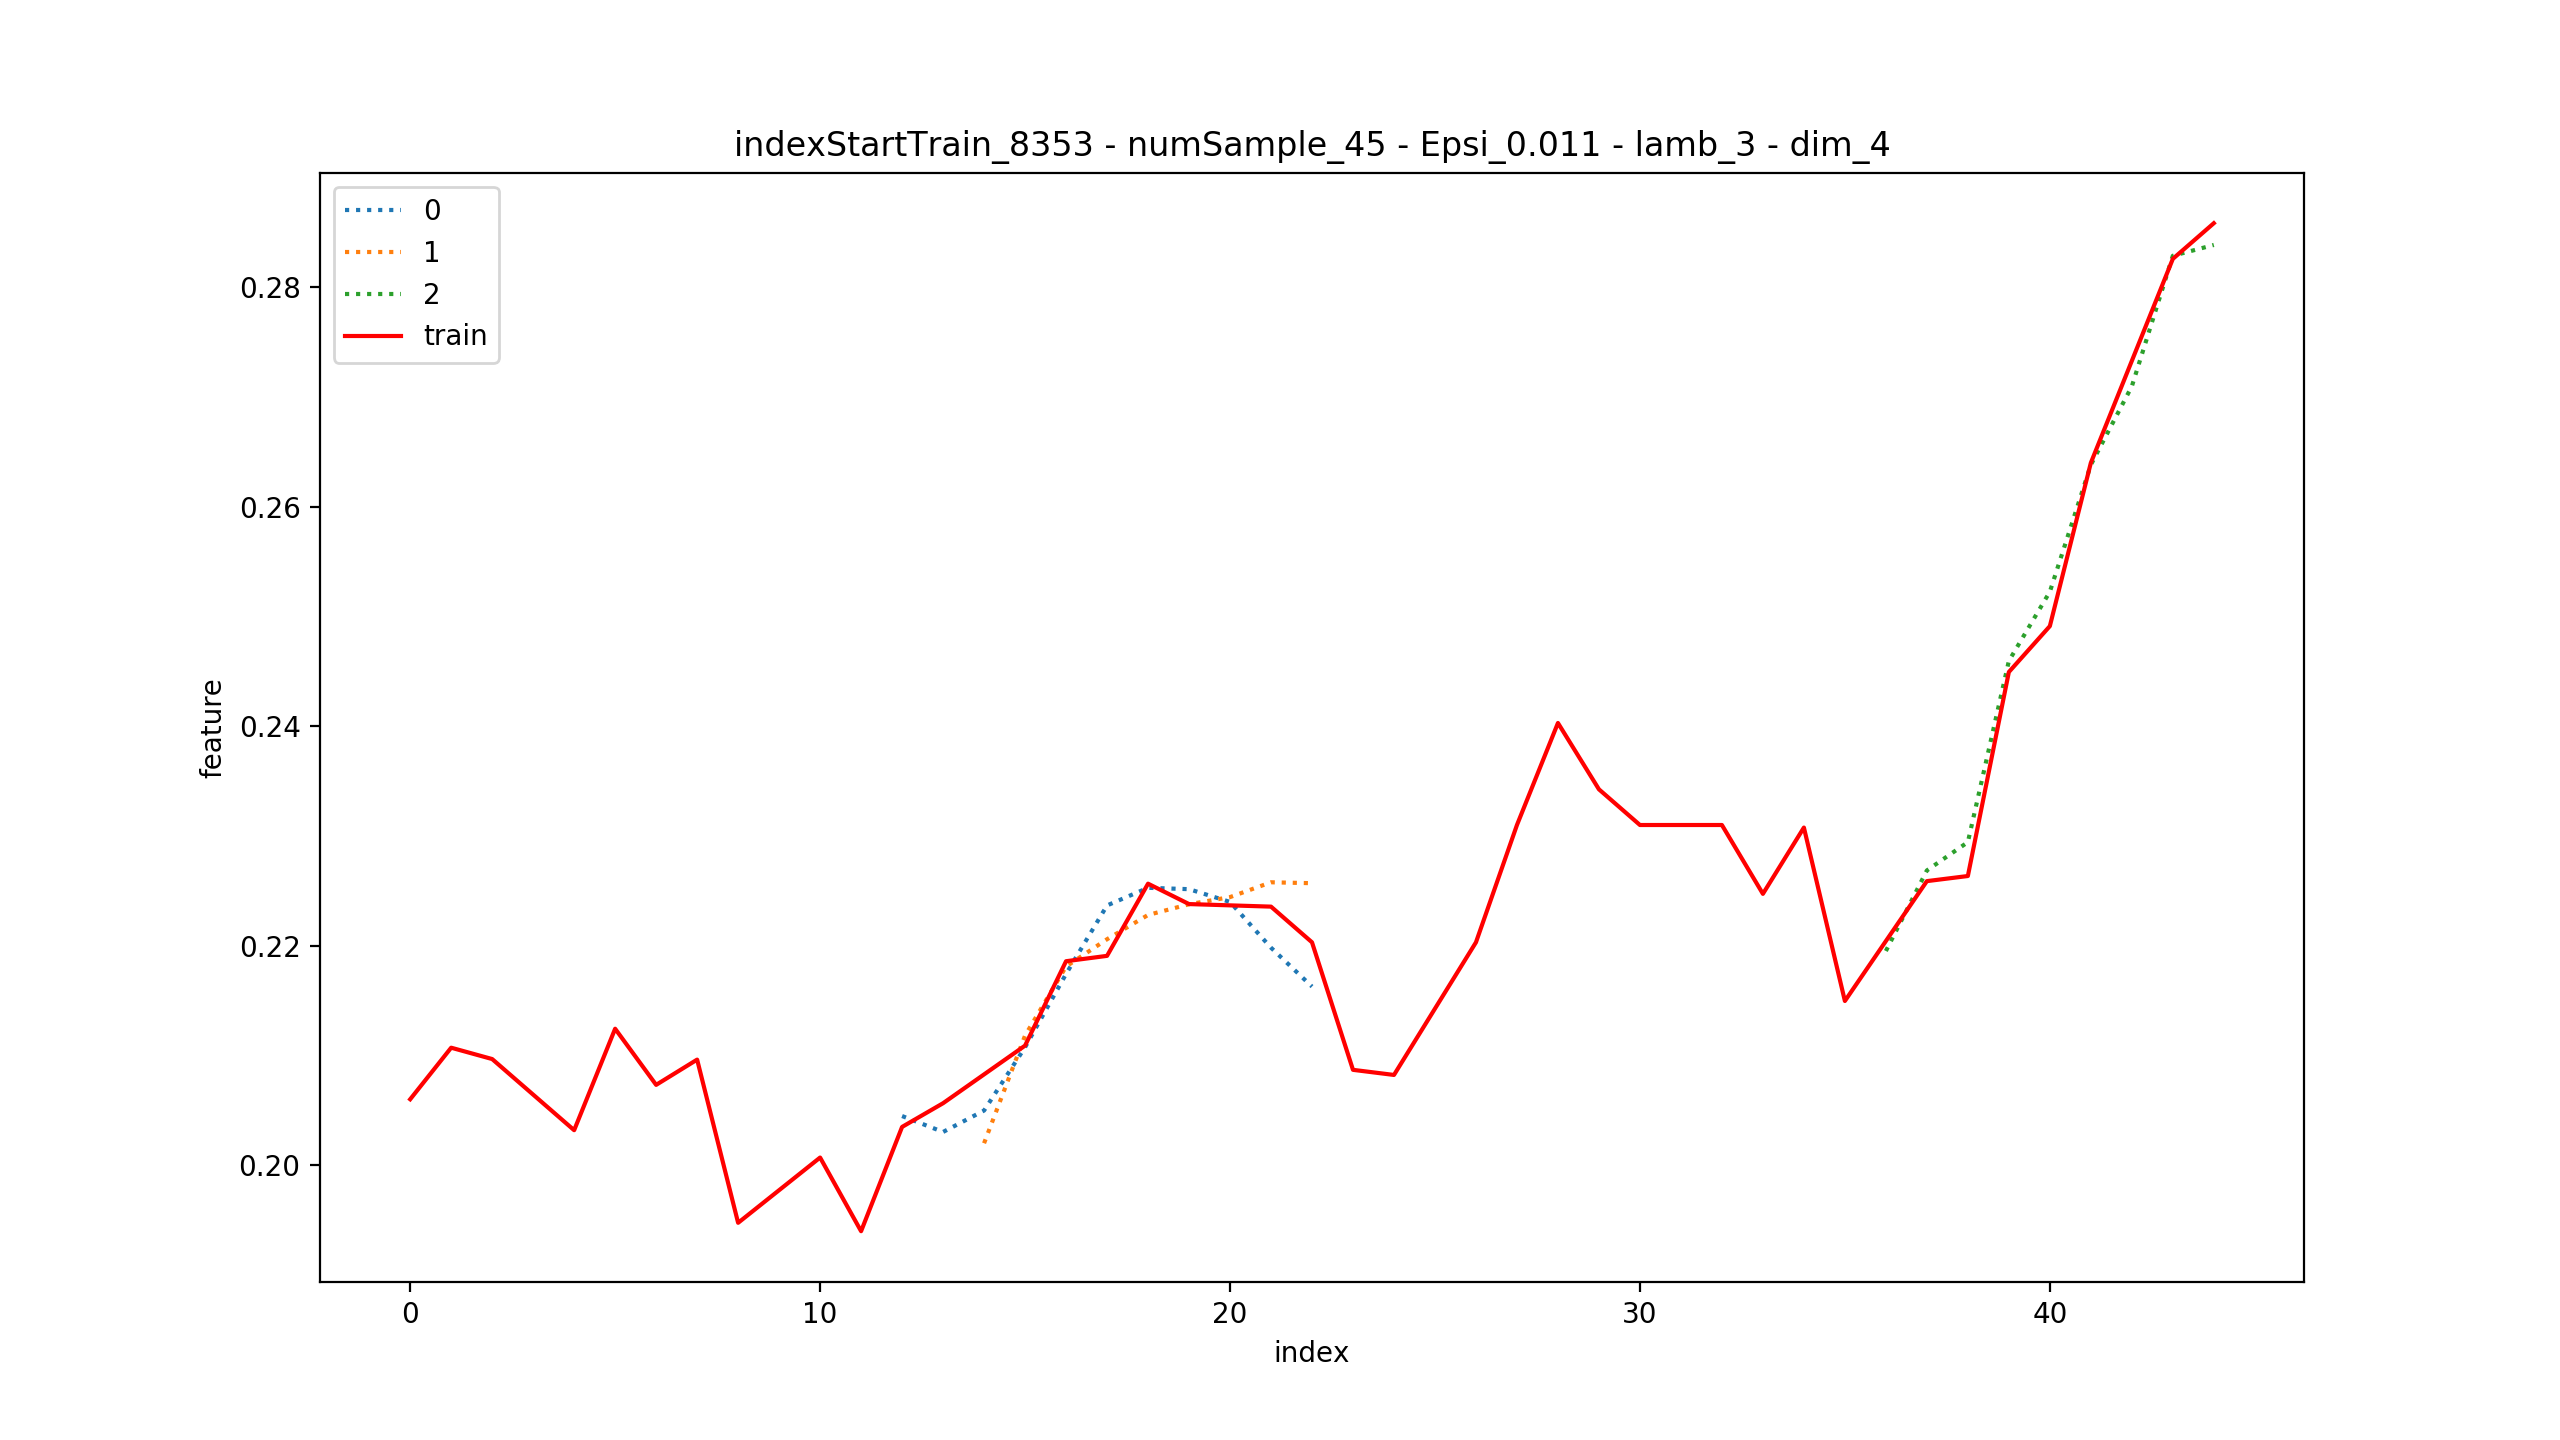 indexStartTrain_8353 - numSample_45 - Epsi_0.011 - lamb_3 - dim_4
0
1
2
train
0.28
0.26
0.24
0.22
0.20
feature
0 10 20 30 40
index